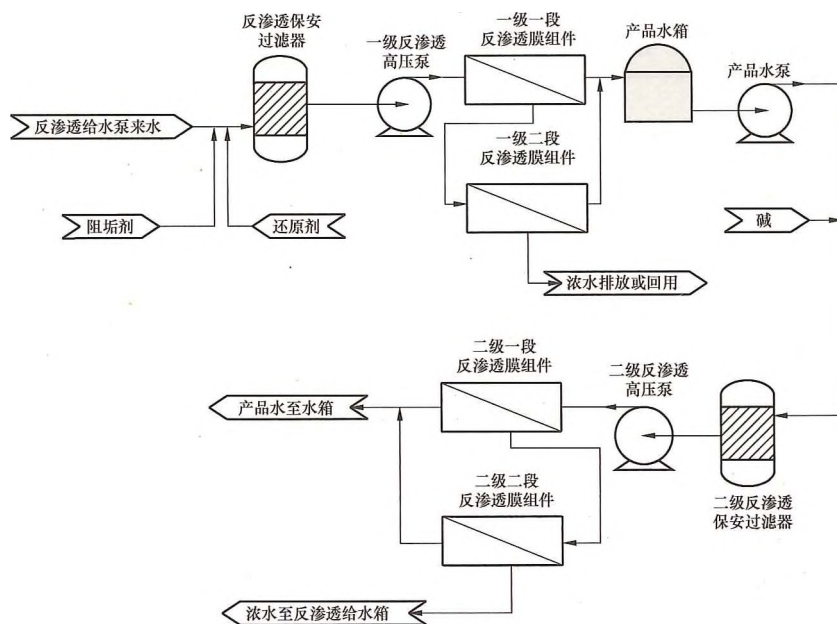 反渗透保安
过滤器
一级反渗透
高压泵
一级一段
反渗透膜组件
产品水箱
产品水泵
反渗透给水泵来水
一级二段
反渗透膜组件
阻垢剂
还原剂
碱
浓水排放或回用
二级一段
反渗透膜组件
二级反渗透
高压泵
产品水至水箱
二级二段
反渗透膜组件
二级反渗透
保安过滤器
浓水至反渗透给水箱